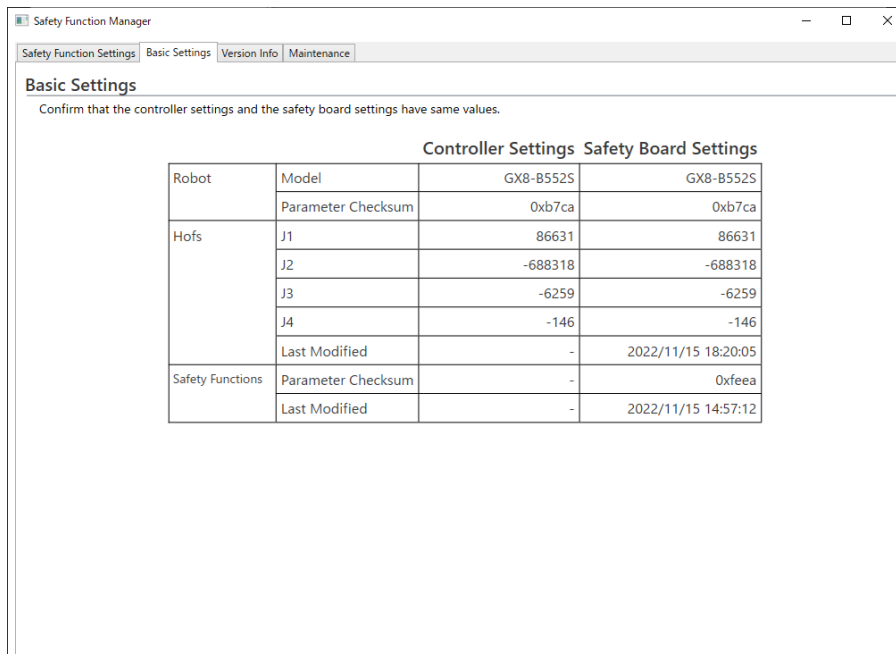 Safety Function Manager
Safety Function Settings Basic Settings Version Info Maintenance
Basic Settings
Confirm that the controller settings and the safety board settings have same values.
Controller Settings Safety Board Settings
Robot Model GX8-B552S GX8-B552S
Parameter Checksum 0xb7ca 0xb7ca
Hofs J1 86631 86631
J2 -688318 -688318
J3 -6259 -6259
J4 -146 -146
Last Modified - 2022/11/15 18:20:05
Safety Functions Parameter Checksum - 0xfeea
Last Modified - 2022/11/15 14:57:12